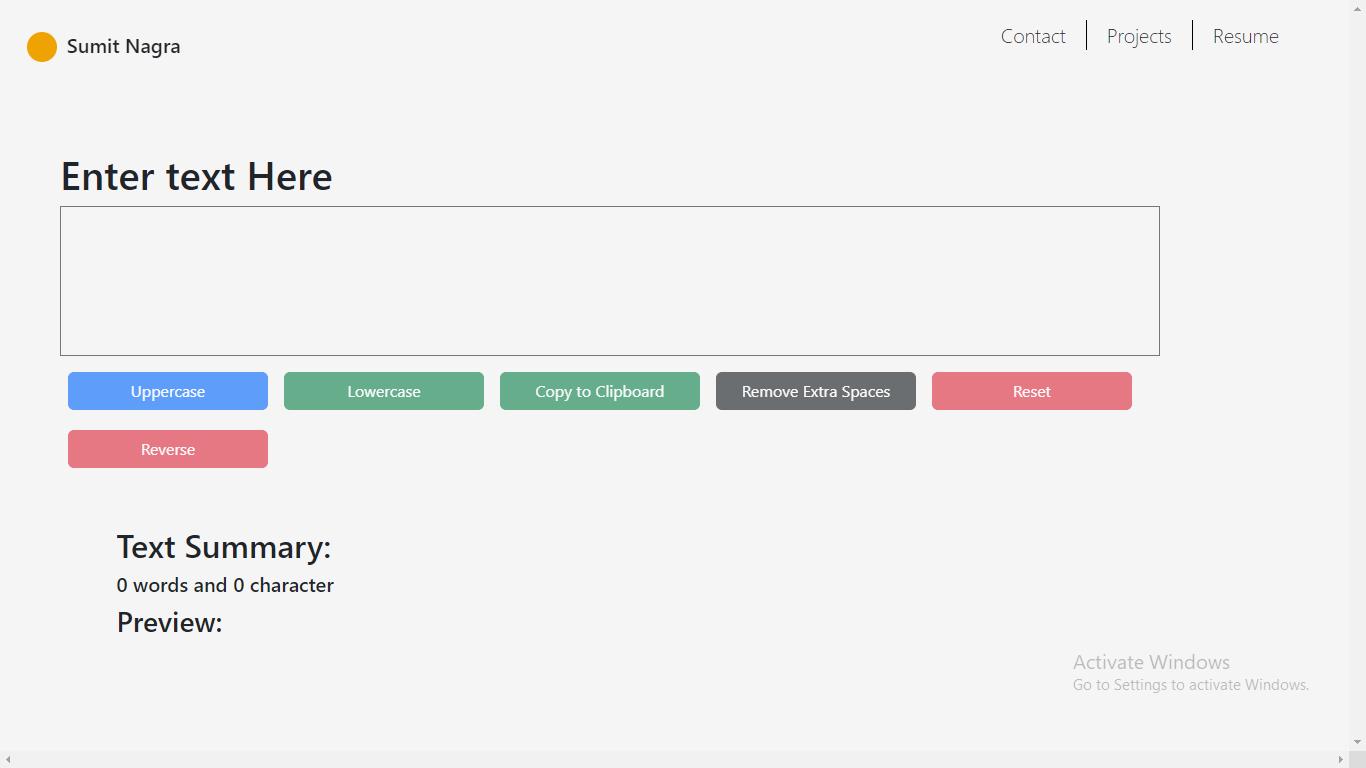 Sumit Nagra
Contact
Projects
Resume
Enter text Here
Uppercase
Lowercase
Copy to Clipboard
Remove Extra Spaces
Reset
Reverse
Text Summary:
0 words and 0 character
Preview:
Activate Windows
Go to Settings to activate Windows.